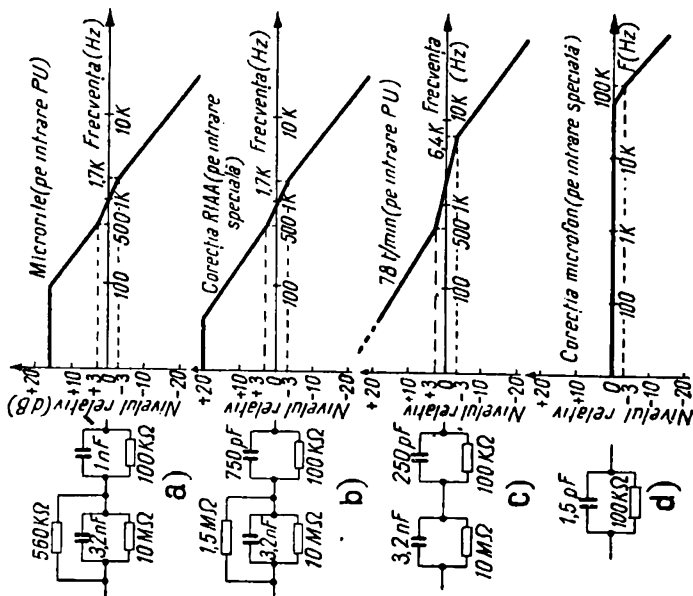 560KΩ
3,2nF
10MΩ
1nF
100KΩ
a)
Nivelul relativ (dB)
+20
+10
+3
0
-3
-10
-20
Microrile (pe intrare PU)
1,7K Frecvența (Hz)
100
500
1K
10K
1,5MΩ
3,2nF
10MΩ
750pF
100KΩ
b)
Nivelul relativ
+20
+10
+3
0
-3
-10
-20
Corecția RIAA (pe intrare
specială)
1,7K Frecvența (Hz)
100
500
1K
10K
3,2nF
10MΩ
250pF
100KΩ
c)
Nivelul relativ
+20
+10
+3
0
-3
-10
-20
78 t/min (pe intrare PU)
6,4K Frecvența
100
500
1K
10K (Hz)
1,5pF
100KΩ
d)
Nivelul relativ
+20
+10
0
-3
-10
-20
Corecția microfon (pe intrare specială)
100
1K
10K
100K
F(Hz)